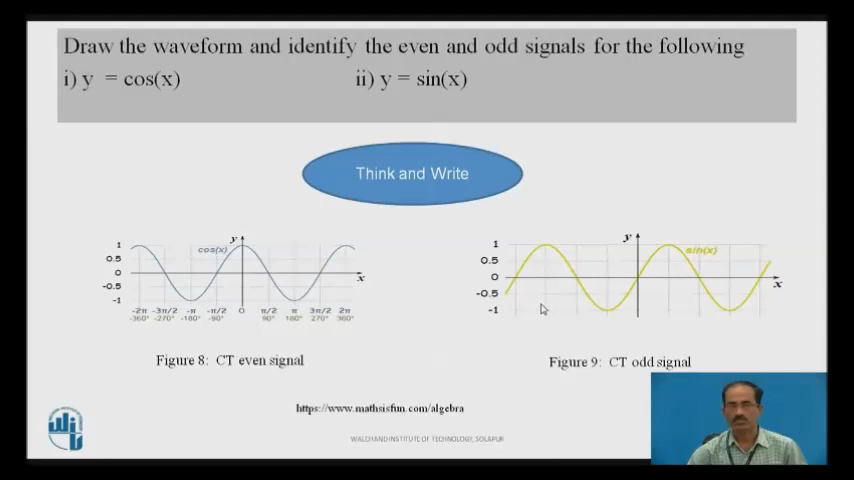 Draw the waveform and identify the even and odd signals for the following
i) y = cos(x) ii) y = sin(x)
Think and Write
y
cos(x)
1
0.5
0
-0.5
-1
x
-2π -3π/2 -π -π/2 0 π/2 π 3π/2 2π
-360° -270° -180° -90° 90° 180° 270° 360°
y
sin(x)
1
0.5
0
-0.5
-1
x
Figure 8: CT even signal
Figure 9: CT odd signal
https://www.mathsisfun.com/algebra
WALCHAND INSTITUTE OF TECHNOLOGY, SOLAPUR